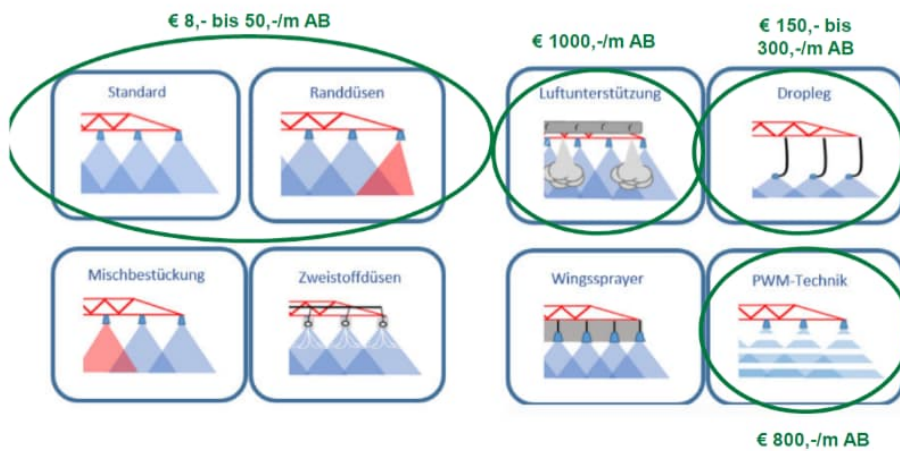 € 8,- bis 50,-/m AB
€ 1000,-/m AB
€ 150,- bis
300,-/m AB
Standard
Randdüsen
Luftunterstützung
Dropleg
Mischbestückung
Zweistoffdüsen
Wingssprayer
PWM-Technik
€ 800,-/m AB